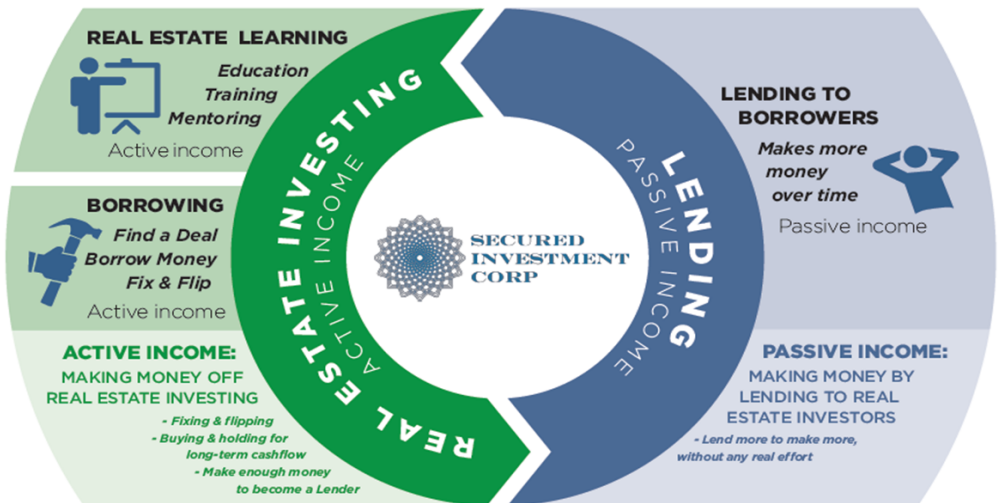 REAL ESTATE LEARNING
Education
Training
Mentoring
Active income
BORROWING
Find a Deal
Borrow Money
Fix & Flip
Active income
ACTIVE INCOME:
MAKING MONEY OFF
REAL ESTATE INVESTING
- Fixing & flipping
- Buying & holding for
long-term cashflow
- Make enough money
to become a Lender
REAL ESTATE INVESTING
ACTIVE INCOME
SECURED
INVESTMENT
CORP
LENDING
PASSIVE INCOME
LENDING TO
BORROWERS
Makes more
money
over time
Passive income
PASSIVE INCOME:
MAKING MONEY BY
LENDING TO REAL
ESTATE INVESTORS
- Lend more to make more,
without any real effort